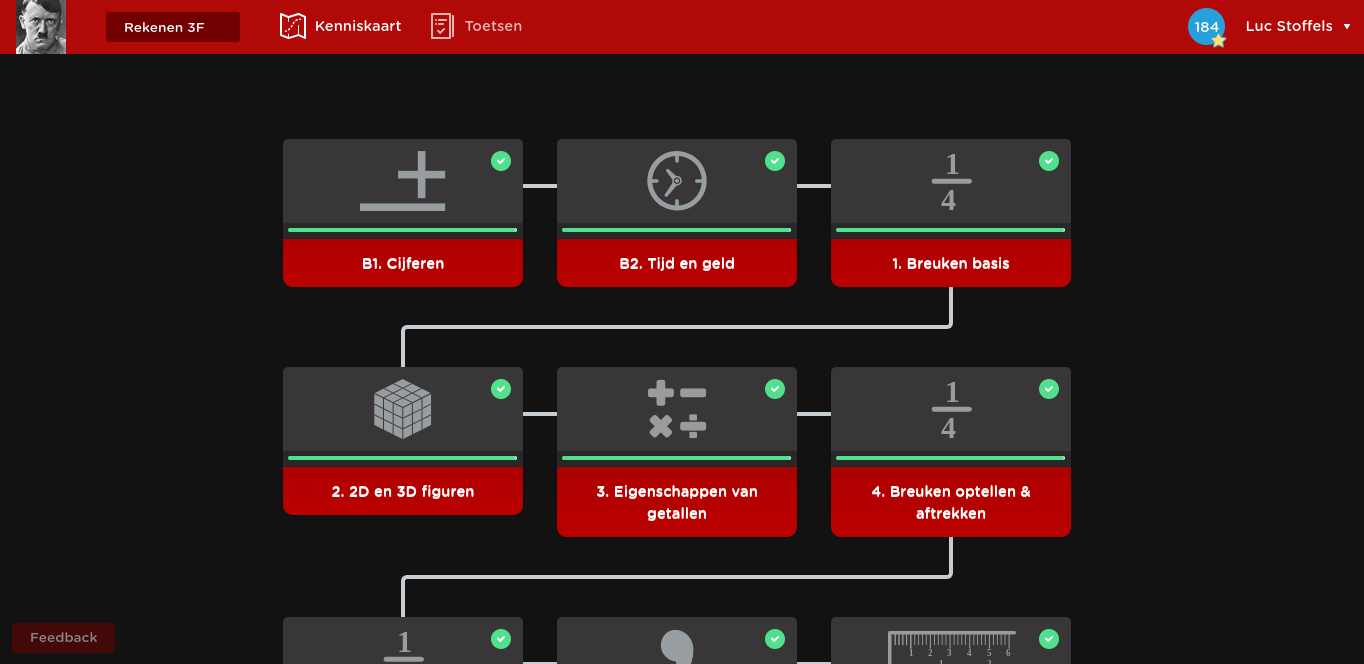 Rekenen 3F
Kenniskaart
Toetsen
184
Luc Stoffels
B1. Cijferen
B2. Tijd en geld
1
4
1. Breuken basis
2. 2D en 3D figuren
3. Eigenschappen van
getallen
1
4
4. Breuken optellen &
aftrekken
Feedback
1
1 2 3 4 5 6
1 2